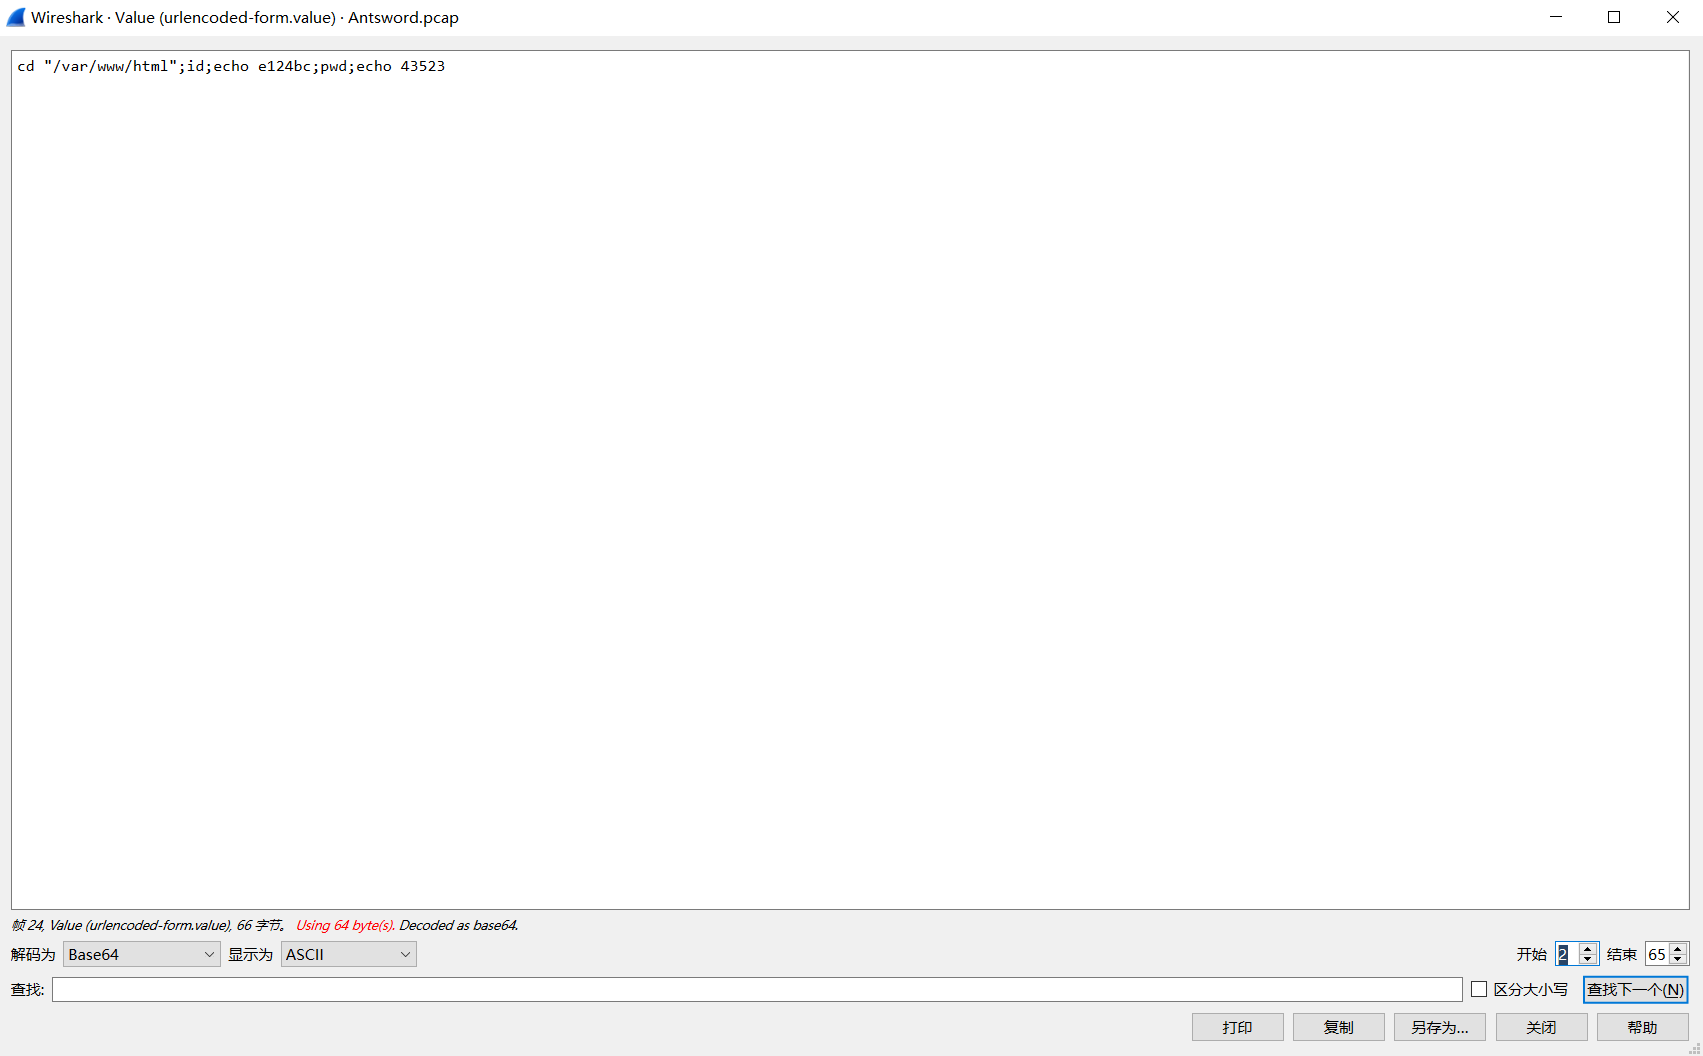 Wireshark · Value (urlencoded-form.value) · Antsword.pcap
cd "/var/www/html";id;echo e124bc;pwd;echo 43523
帧 24, Value (urlencoded-form.value), 66 字节。 Using 64 byte(s). Decoded as base64.
解码为 Base64 显示为 ASCII 开始 2 结束 65
查找: 区分大小写 查找下一个(N)
打印 复制 另存为... 关闭 帮助